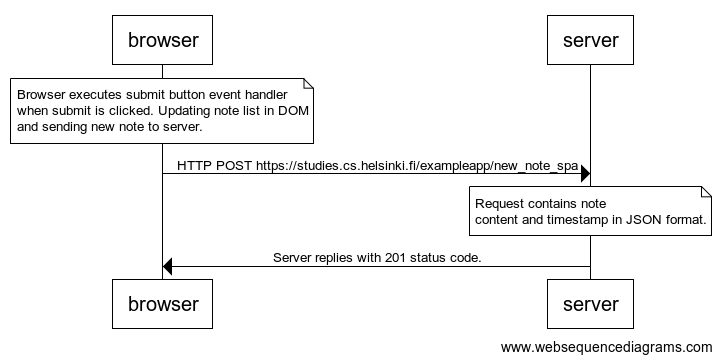 browser
server
Browser executes submit button event handler
when submit is clicked. Updating note list in DOM
and sending new note to server.
HTTP POST https://studies.cs.helsinki.fi/exampleapp/new_note_spa
Request contains note
content and timestamp in JSON format.
Server replies with 201 status code.
browser
server
www.websequencediagrams.com